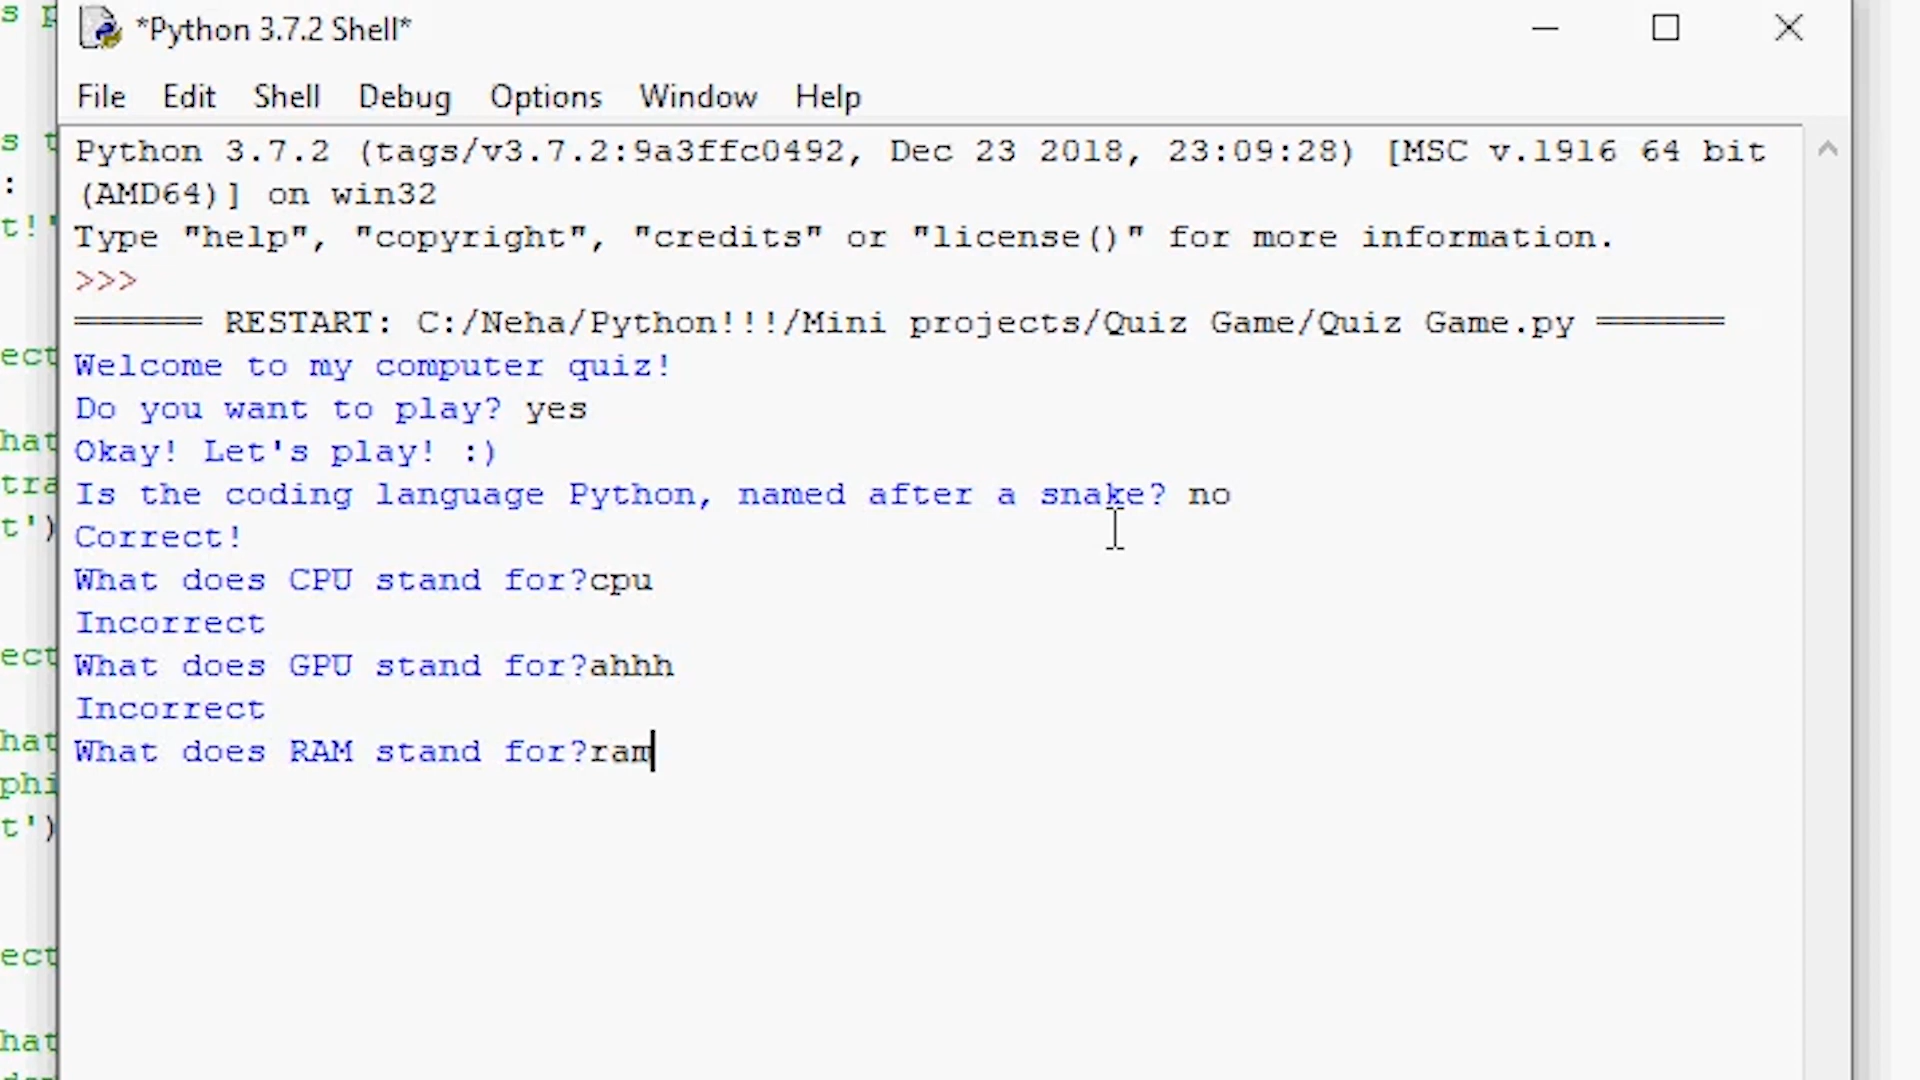 *Python 3.7.2 Shell*
File Edit Shell Debug Options Window Help
Python 3.7.2 (tags/v3.7.2:9a3ffc0492, Dec 23 2018, 23:09:28) [MSC v.1916 64 bit
(AMD64)] on win32
Type "help", "copyright", "credits" or "license()" for more information.
>>>
====== RESTART: C:/Neha/Python!!!/Mini projects/Quiz Game/Quiz Game.py ======
Welcome to my computer quiz!
Do you want to play? yes
Okay! Let's play! :)
Is the coding language Python, named after a snake? no
Correct!
What does CPU stand for?cpu
Incorrect
What does GPU stand for?ahhh
Incorrect
What does RAM stand for?ram